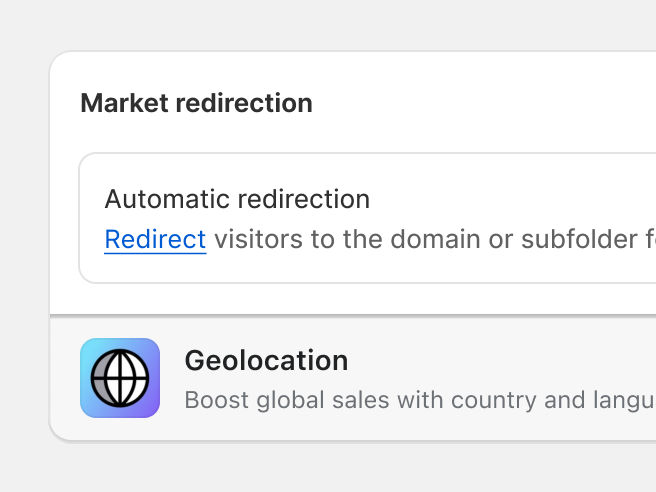 Market redirection
Automatic redirection
Redirect visitors to the domain or subfolder
Geolocation
Boost global sales with country and